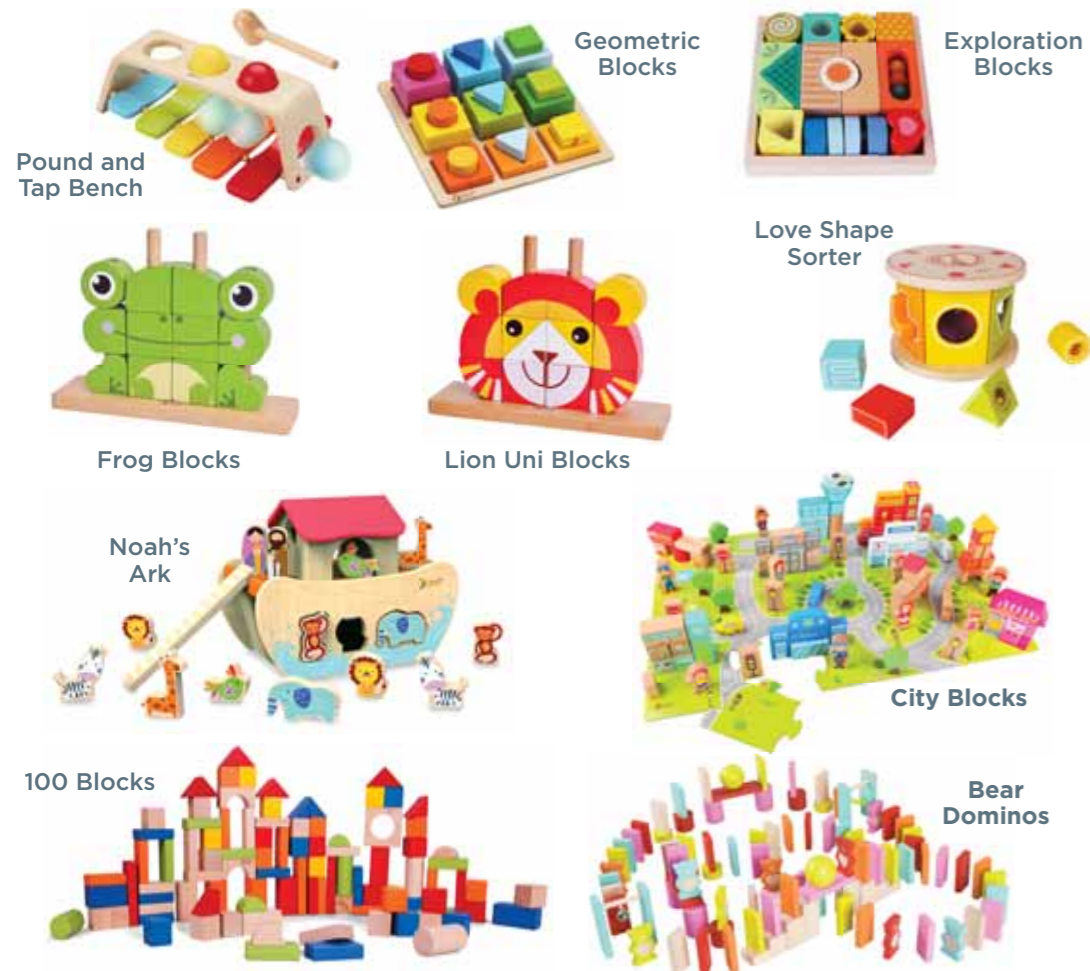 Geometric
Blocks
Exploration
Blocks
Pound and
Tap Bench
Love Shape
Sorter
Frog Blocks
Lion Uni Blocks
Noah's
Ark
City Blocks
100 Blocks
Bear
Dominos